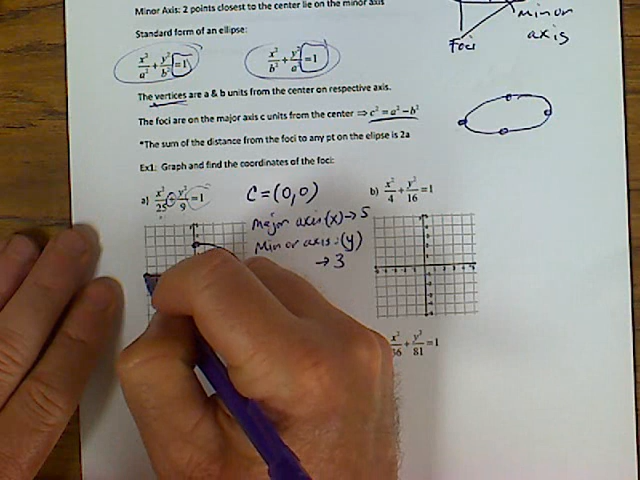 Minor Axis: 2 points closest to the center lie on the minor axis
Minor axis
Foci
Standard form of an ellipse:
x²/a² + y²/b² = 1
x²/b² + y²/a² = 1
The vertices are a & b units from the center on respective axis.
The foci are on the major axis c units from the center ⇒ c² = a² − b²
*The sum of the distance from the foci to any pt on the elipse is 2a
Ex1: Graph and find the coordinates of the foci:
a) x²/25 + y²/9 = 1
C = (0,0)
Major axis (x) → 5
Minor axis: (y)
→ 3
b) x²/4 + y²/16 = 1
x²/36 + y²/81 = 1